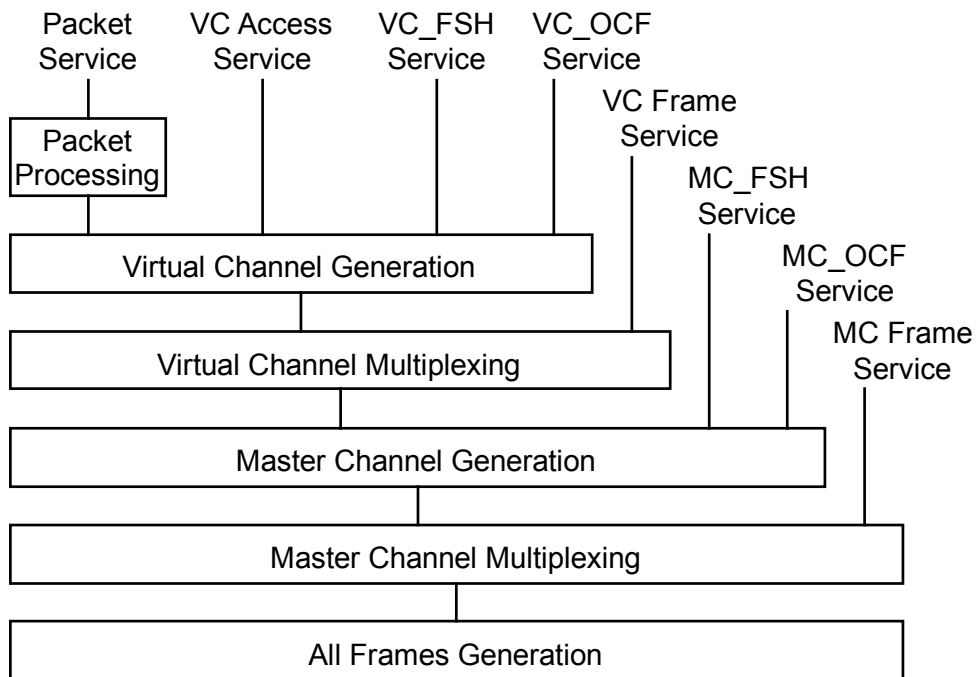 Packet
Service
VC Access
Service
VC_FSH
Service
VC_OCF
Service
VC Frame
Service
Packet
Processing
MC_FSH
Service
Virtual Channel Generation
MC_OCF
Service
MC Frame
Service
Virtual Channel Multiplexing
Master Channel Generation
Master Channel Multiplexing
All Frames Generation